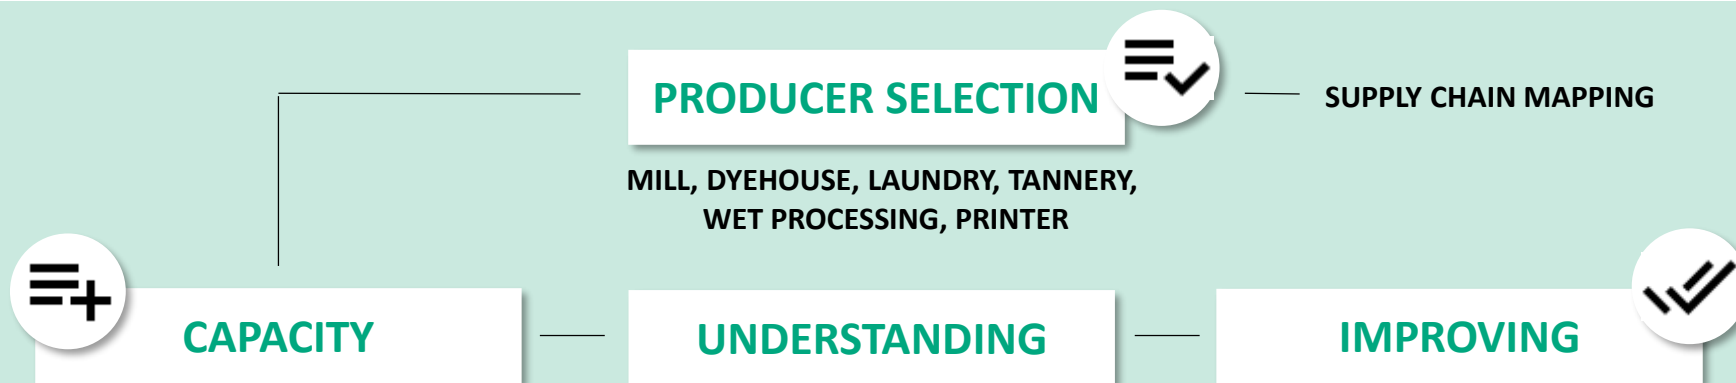 PRODUCER SELECTION
SUPPLY CHAIN MAPPING
MILL, DYEHOUSE, LAUNDRY, TANNERY,
WET PROCESSING, PRINTER
CAPACITY
UNDERSTANDING
IMPROVING